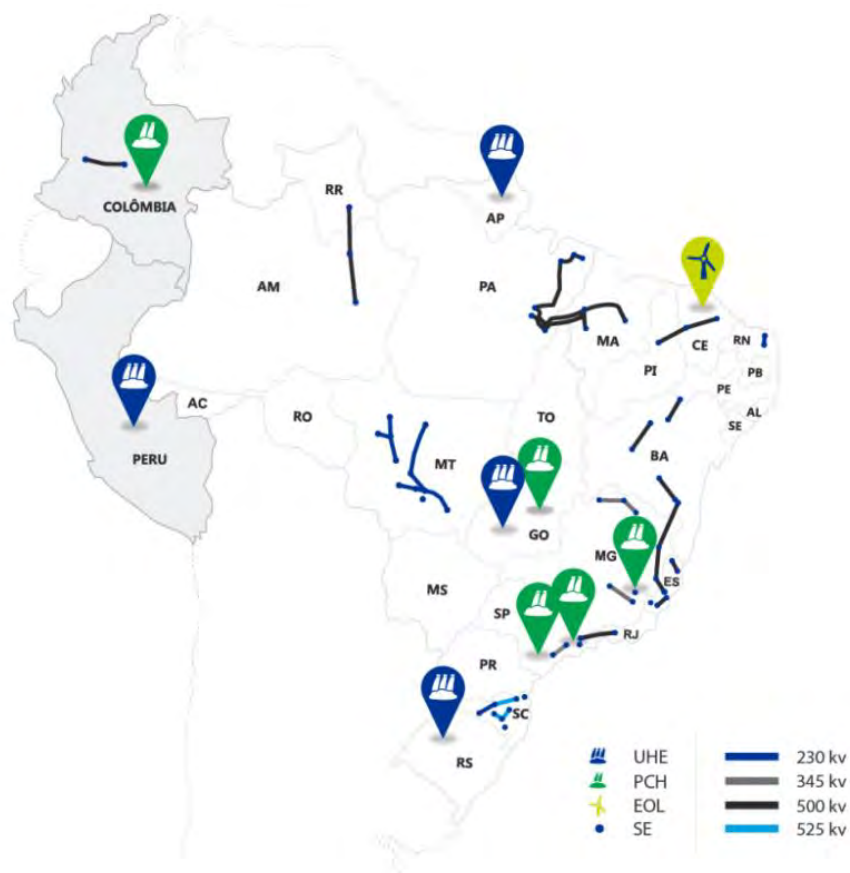 RR
COLÔMBIA
AP
AM
PA
MA
CE
RN
PI
PB
PE
AC
AL
RO
TO
SE
PERU
MT
BA
GO
MG
ES
MS
SP
RJ
PR
SC
RS
UHE
230 kv
PCH
345 kv
EOL
500 kv
SE
525 kv